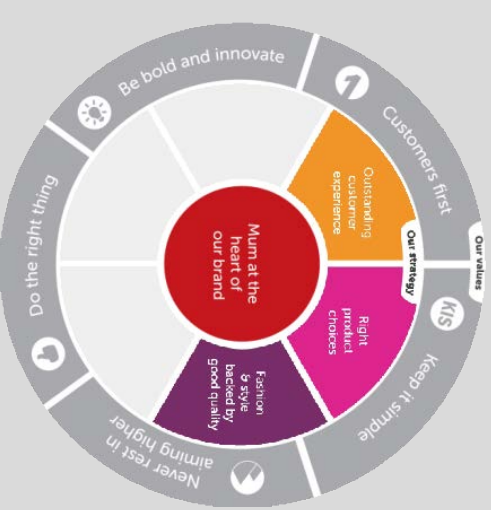 Our values
Customers first
Keep it simple
KIS
Never rest in
aiming higher
Do the right thing
Be bold and innovate
1
Our strategy
Outstanding
customer
experience
Right
product
choices
Fashion
& style
backed by
good quality
Mum at the
heart of
our brand